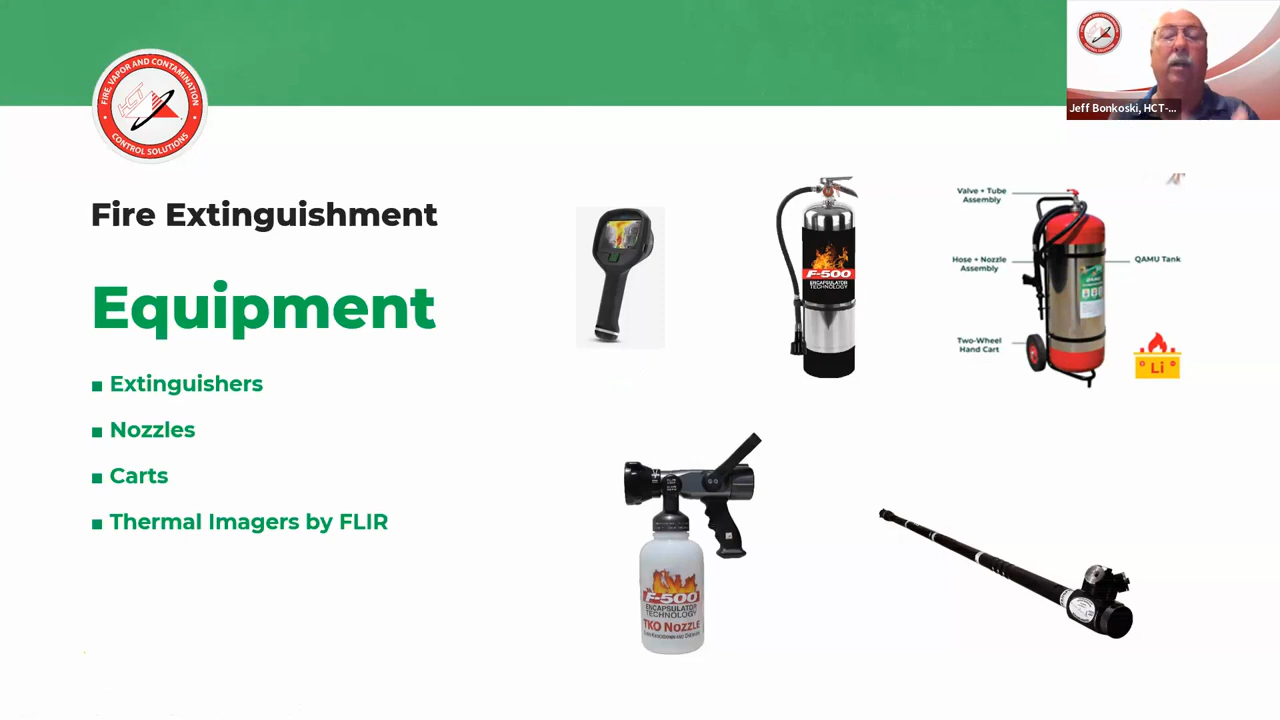 FIRE, VAPOR AND CONTAMINATION
HCT
CONTROL SOLUTIONS
Jeff Bonkoski, HCT-...
Fire Extinguishment
Equipment
■ Extinguishers
■ Nozzles
■ Carts
■ Thermal Imagers by FLIR
F-500
ENCAPSULATOR
TECHNOLOGY
Valve + Tube
Assembly
Hose + Nozzle
Assembly
QAMU Tank
Two-Wheel
Hand Cart
Li
F-500
ENCAPSULATOR
TECHNOLOGY
TKO NOZZLE